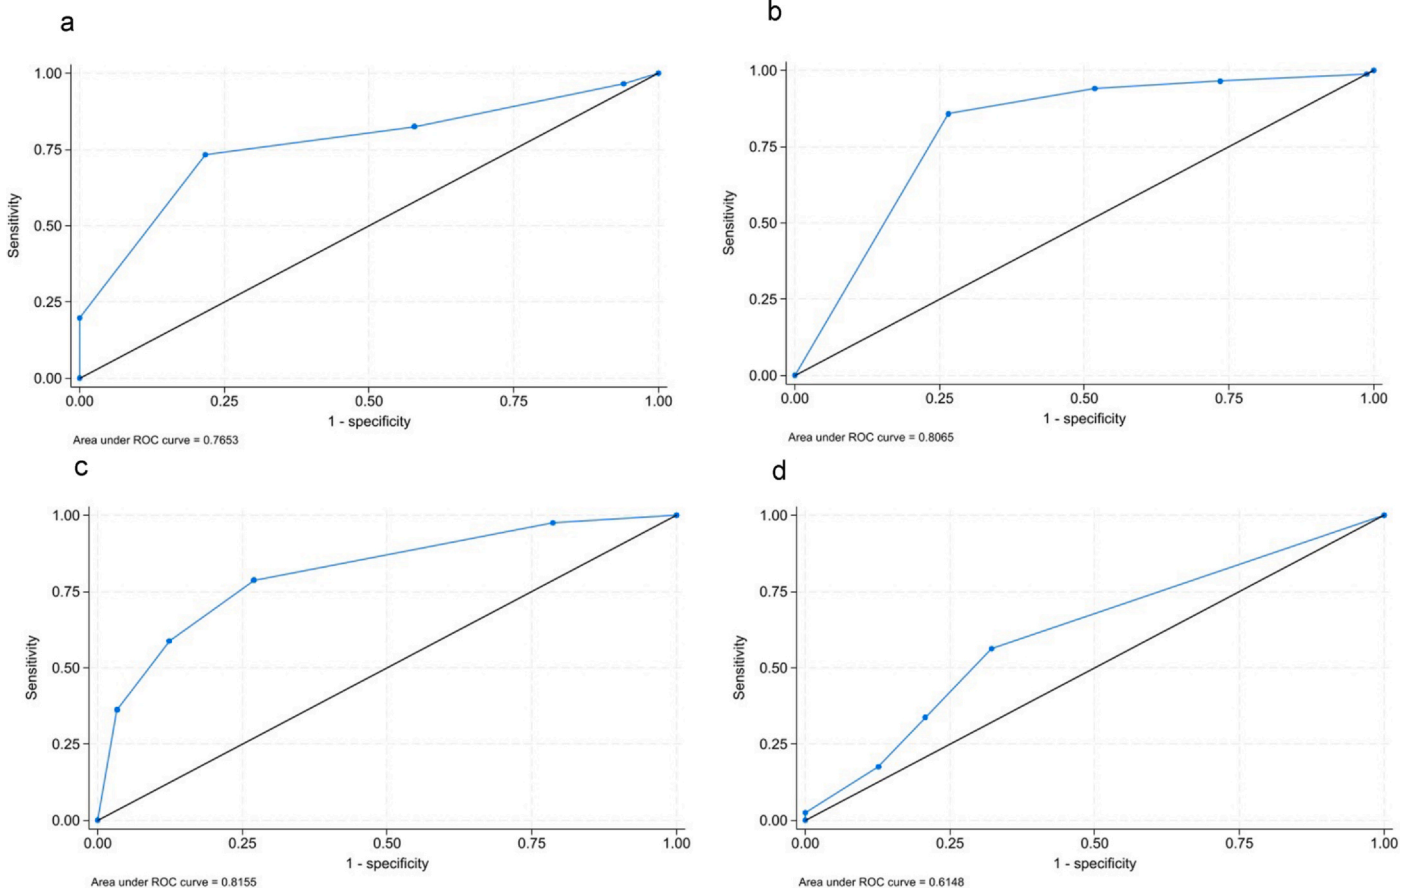 a
1.00
0.75
0.50
0.25
0.00
Sensitivity
0.00 0.25 0.50 0.75 1.00
1 - specificity
Area under ROC curve = 0.7653
b
1.00
0.75
0.50
0.25
0.00
Sensitivity
0.00 0.25 0.50 0.75 1.00
1 - specificity
Area under ROC curve = 0.8065
c
1.00
0.75
0.50
0.25
0.00
Sensitivity
0.00 0.25 0.50 0.75 1.00
1 - specificity
Area under ROC curve = 0.8155
d
1.00
0.75
0.50
0.25
0.00
Sensitivity
0.00 0.25 0.50 0.75 1.00
1 - specificity
Area under ROC curve = 0.6148